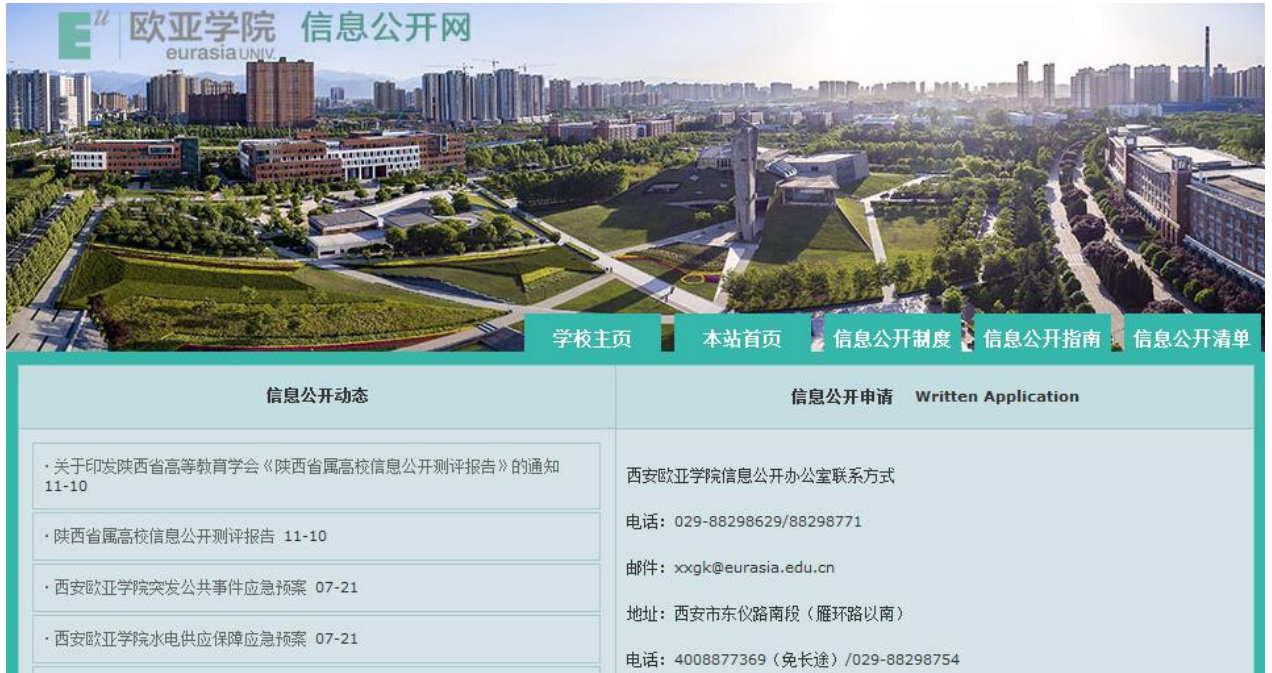 Eu 欧亚学院 信息公开网
eurasia UNIV.
学校主页 本站首页 信息公开制度 信息公开指南 信息公开清单
信息公开动态
·关于印发陕西省高等教育学会《陕西省属高校信息公开测评报告》的通知
11-10
·陕西省属高校信息公开测评报告 11-10
·西安欧亚学院突发公共事件应急预案 07-21
·西安欧亚学院水电供应保障应急预案 07-21
信息公开申请 Written Application
西安欧亚学院信息公开办公室联系方式
电话：029-88298629/88298771
邮件：xxgk@eurasia.edu.cn
地址：西安市东仪路南段（雁环路以南）
电话：4008877369（免长途）/029-88298754